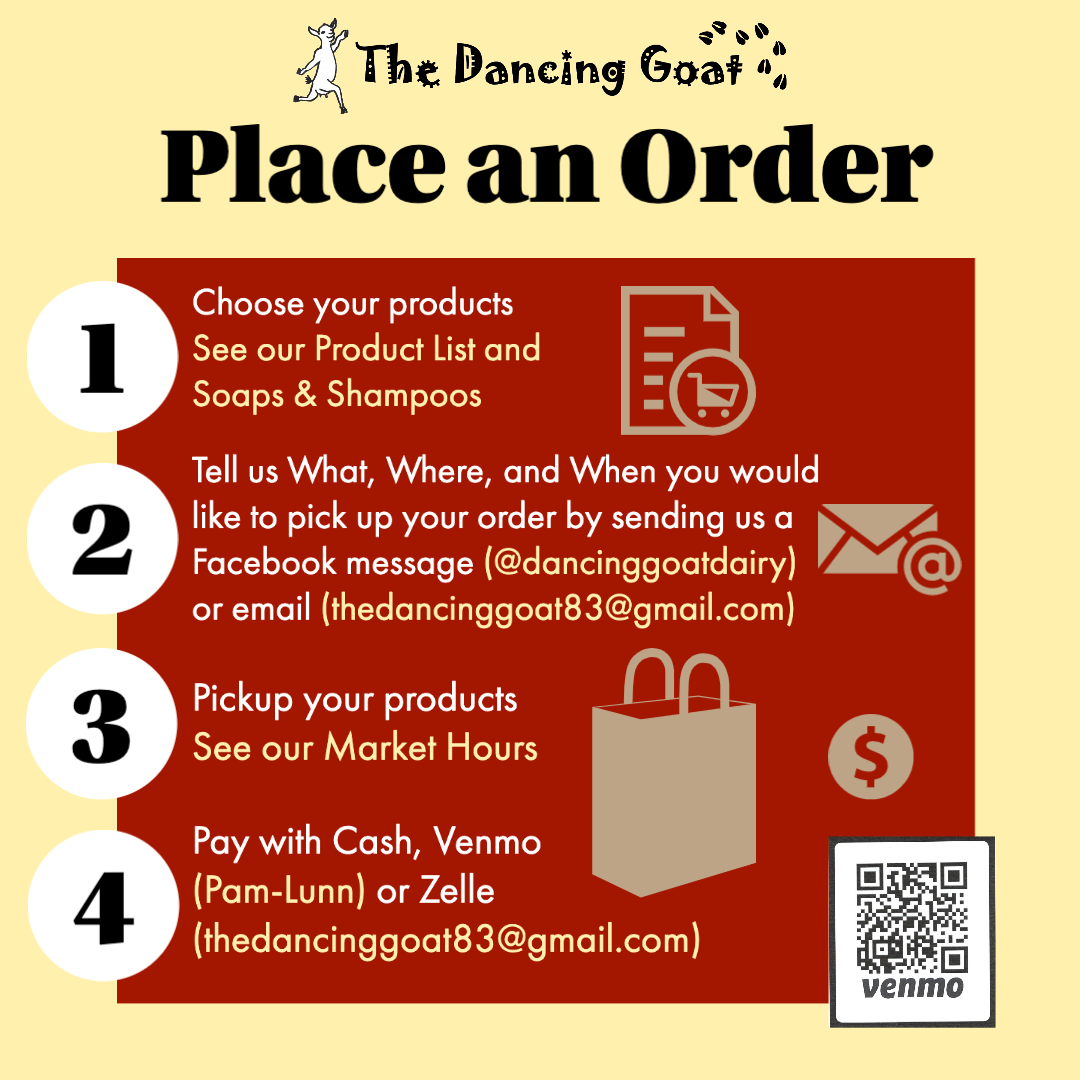 The Dancing Goat
Place an Order
1
Choose your products
See our Product List and
Soaps & Shampoos
2
Tell us What, Where, and When you would
like to pick up your order by sending us a
Facebook message (@dancinggoatdairy)
or email (thedancinggoat83@gmail.com)
@
3
Pickup your products
See our Market Hours
$
4
Pay with Cash, Venmo
(Pam-Lunn) or Zelle
(thedancinggoat83@gmail.com)
venmo